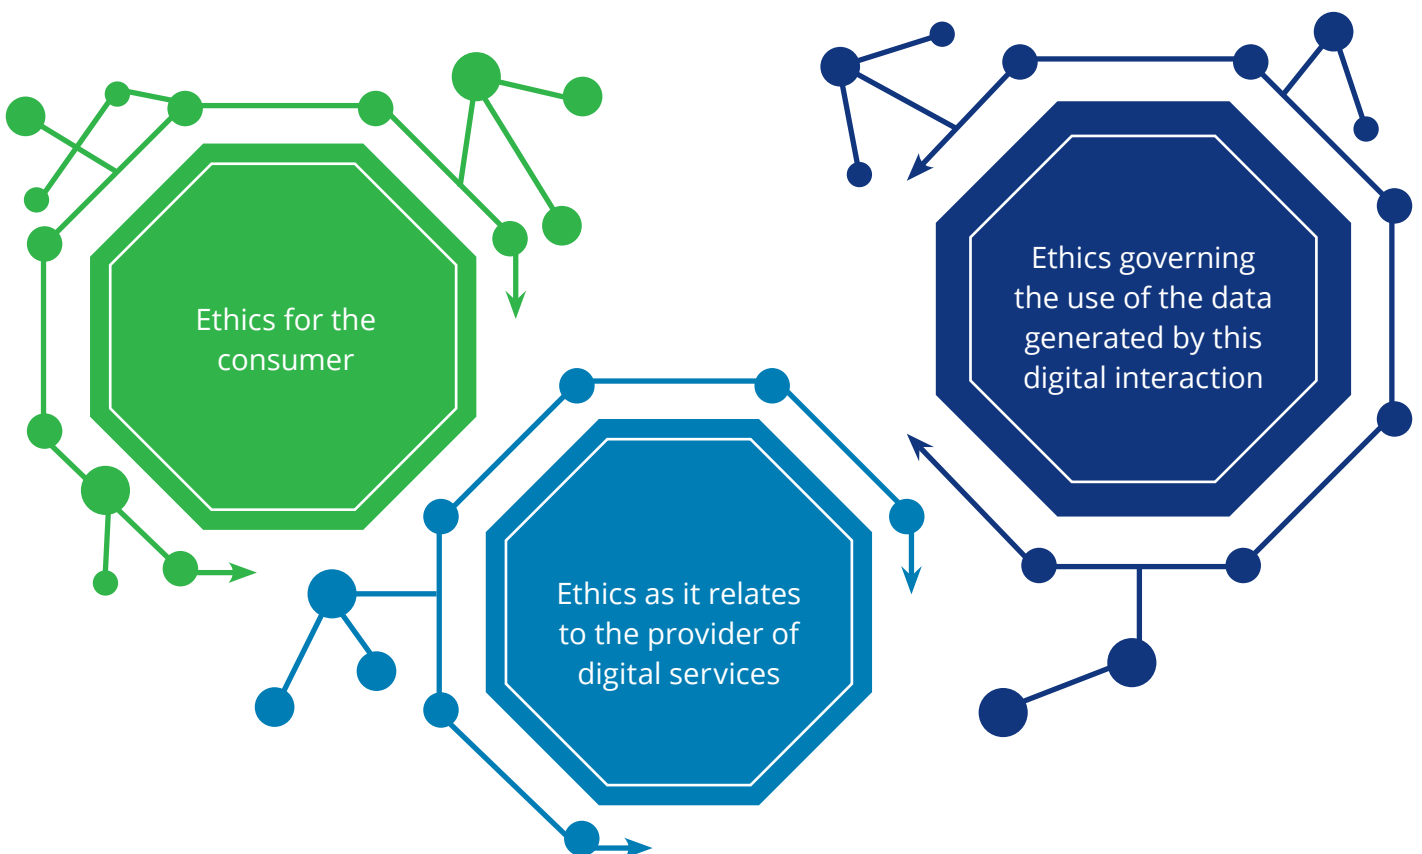 Ethics for the
consumer
Ethics as it relates
to the provider of
digital services
Ethics governing
the use of the data
generated by this
digital interaction